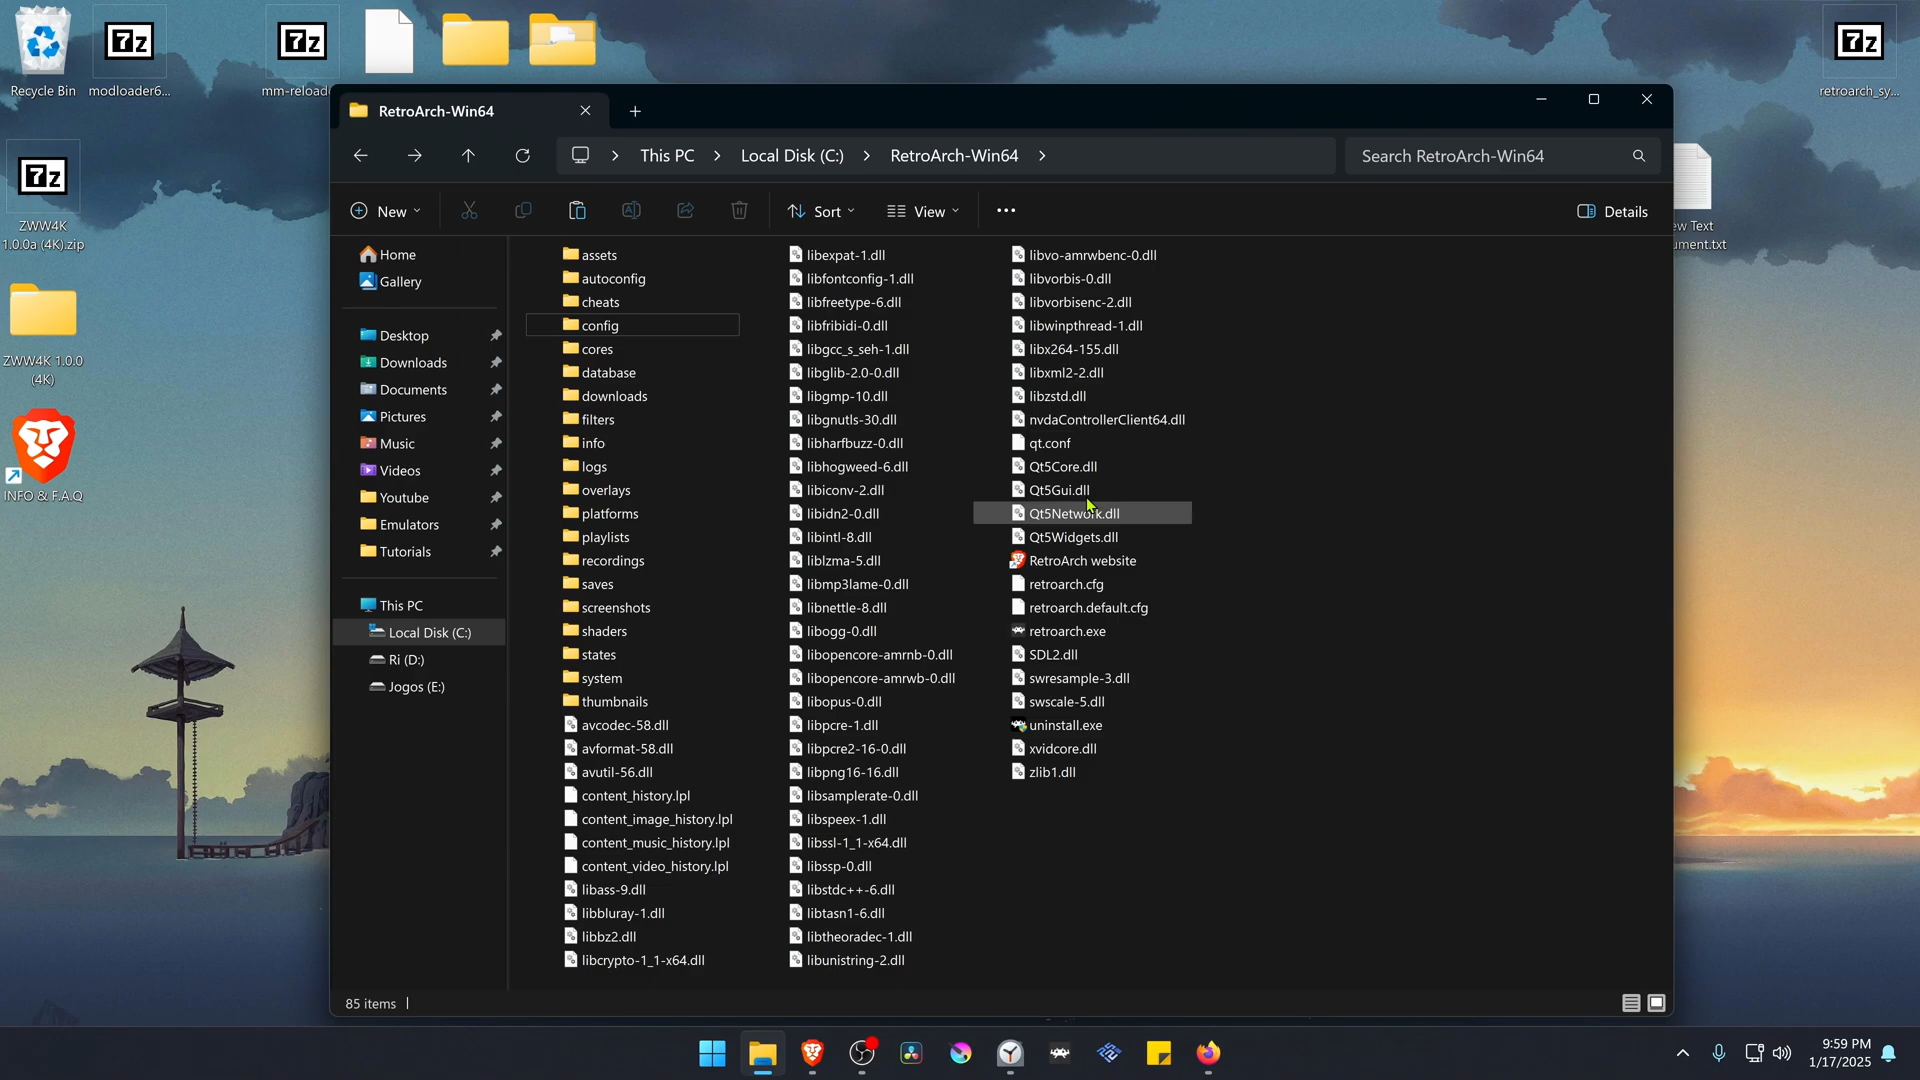 Recycle Bin
modloader6...
mm-reload
retroarch_sy...
ZWW4K
1.0.0a (4K).zip
ZWW4K 1.0.0
(4K)
INFO & F.A.Q
ew Text
ument.txt
RetroArch-Win64
This PC
Local Disk (C:)
RetroArch-Win64
Search RetroArch-Win64
New
Sort
View
Details
Home
Gallery
Desktop
Downloads
Documents
Pictures
Music
Videos
Youtube
Emulators
Tutorials
This PC
Local Disk (C:)
Ri (D:)
Jogos (E:)
assets
autoconfig
cheats
config
cores
database
downloads
filters
info
logs
overlays
platforms
playlists
recordings
saves
screenshots
shaders
states
system
thumbnails
avcodec-58.dll
avformat-58.dll
avutil-56.dll
content_history.lpl
content_image_history.lpl
content_music_history.lpl
content_video_history.lpl
libass-9.dll
libbluray-1.dll
libbz2.dll
libcrypto-1_1-x64.dll
libexpat-1.dll
libfontconfig-1.dll
libfreetype-6.dll
libfribidi-0.dll
libgcc_s_seh-1.dll
libglib-2.0-0.dll
libgmp-10.dll
libgnutls-30.dll
libharfbuzz-0.dll
libhogweed-6.dll
libiconv-2.dll
libidn2-0.dll
libintl-8.dll
liblzma-5.dll
libmp3lame-0.dll
libnettle-8.dll
libogg-0.dll
libopencore-amrnb-0.dll
libopencore-amrwb-0.dll
libopus-0.dll
libpcre-1.dll
libpcre2-16-0.dll
libpng16-16.dll
libsamplerate-0.dll
libspeex-1.dll
libssl-1_1-x64.dll
libssp-0.dll
libstdc++-6.dll
libtasn1-6.dll
libtheoradec-1.dll
libunistring-2.dll
libvo-amrwbenc-0.dll
libvorbis-0.dll
libvorbisenc-2.dll
libwinpthread-1.dll
libx264-155.dll
libxml2-2.dll
libzstd.dll
nvdaControllerClient64.dll
qt.conf
Qt5Core.dll
Qt5Gui.dll
Qt5Network.dll
Qt5Widgets.dll
RetroArch website
retroarch.cfg
retroarch.default.cfg
retroarch.exe
SDL2.dll
swresample-3.dll
swscale-5.dll
uninstall.exe
xvidcore.dll
zlib1.dll
85 items
9:59 PM
1/17/2025